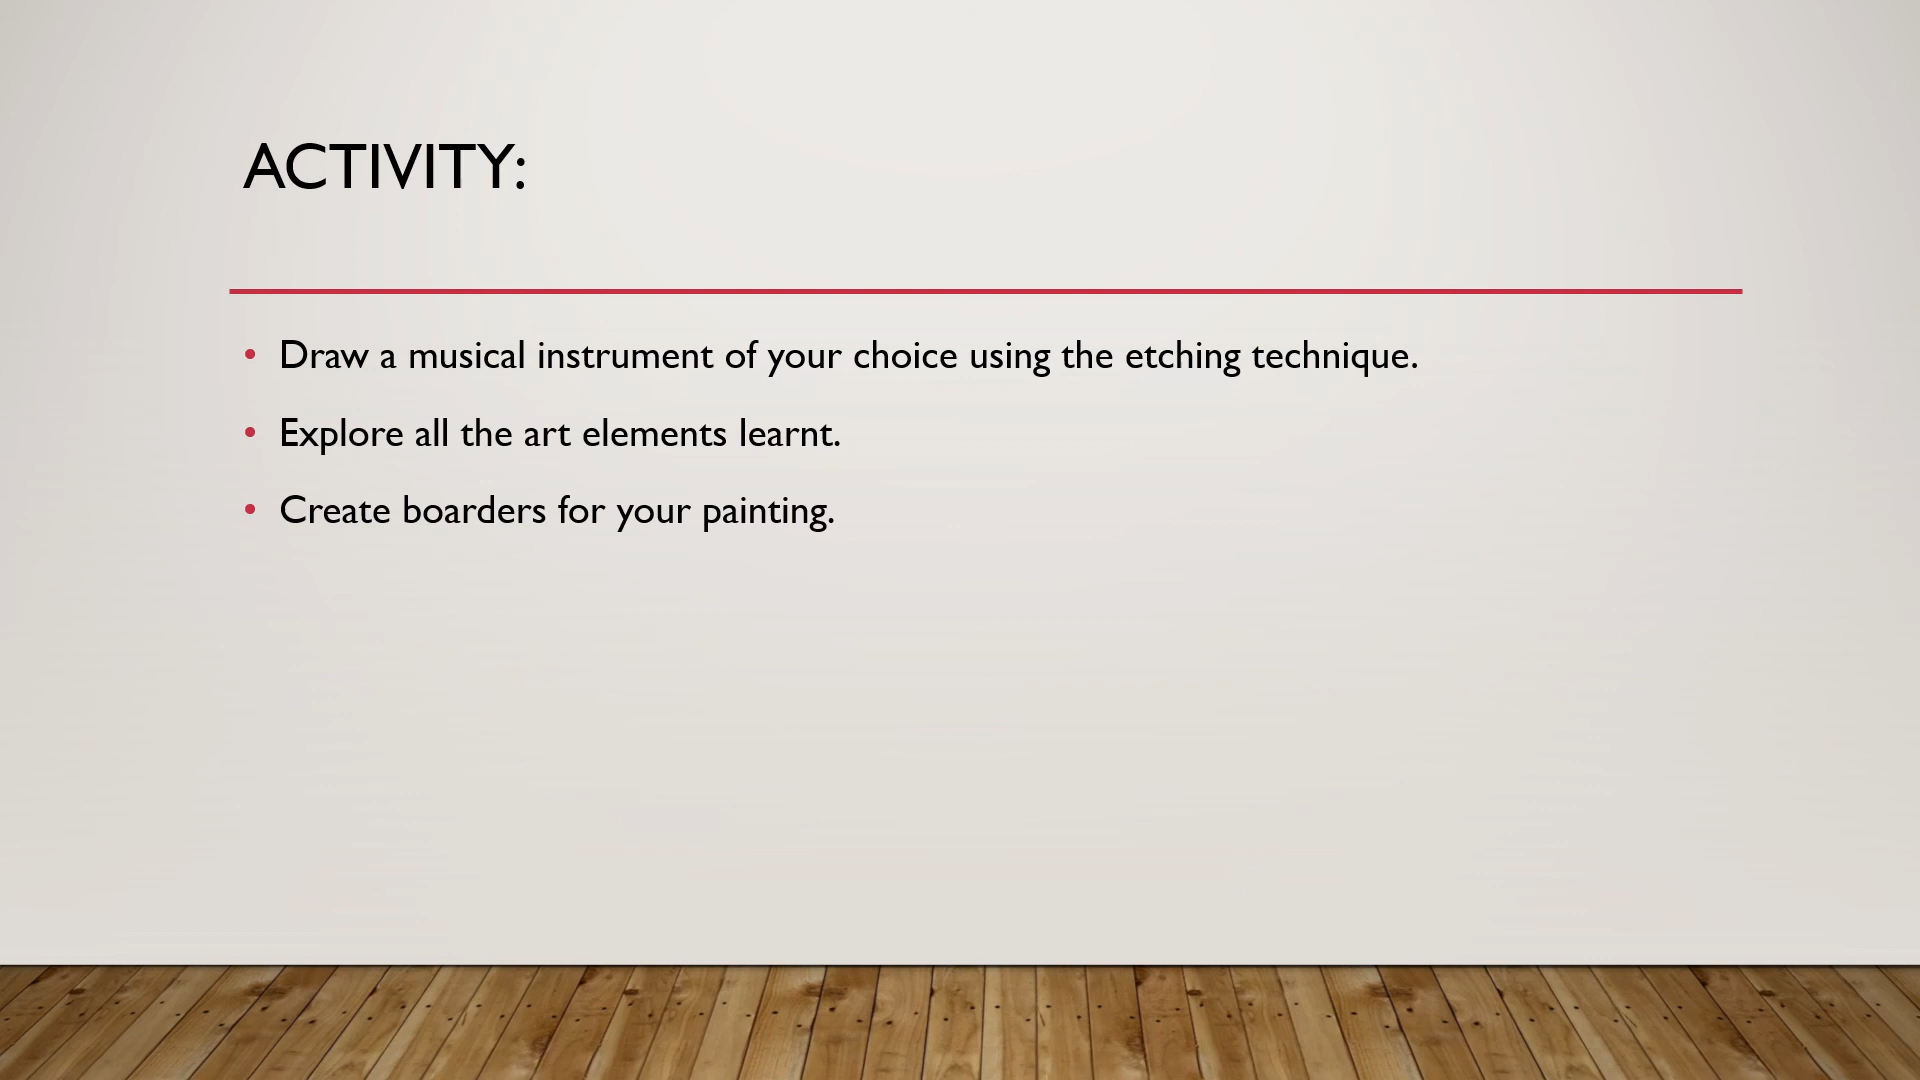 ACTIVITY:
• Draw a musical instrument of your choice using the etching technique.
• Explore all the art elements learnt.
• Create boarders for your painting.